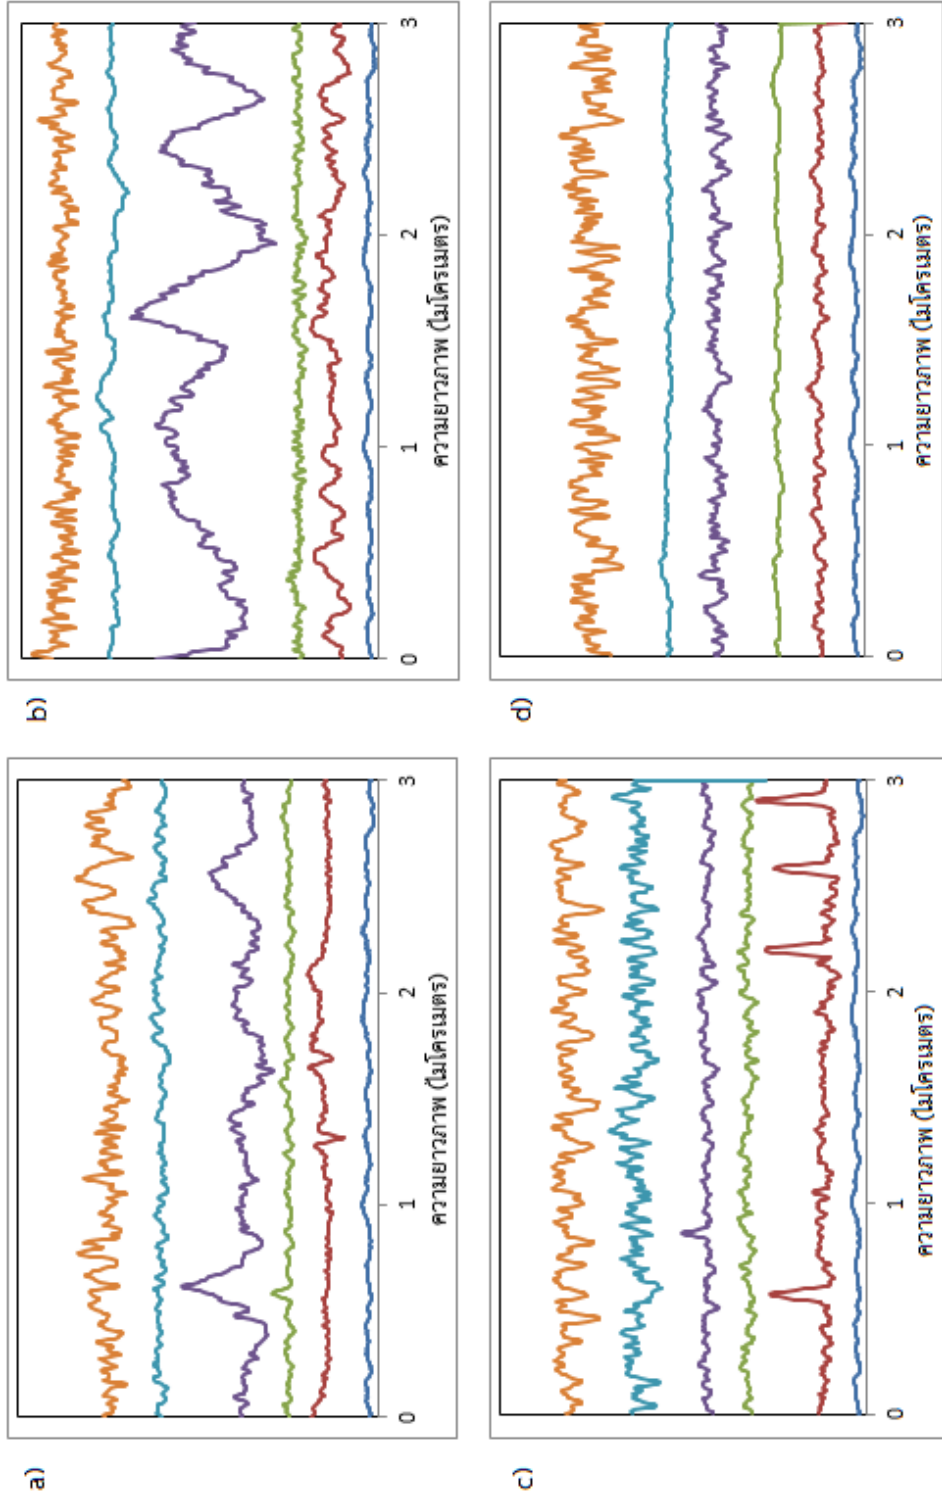 a)
0 1 2 3
ความยาวภาพ (ไมโครเมตร)
b)
0 1 2 3
ความยาวภาพ (ไมโครเมตร)
c)
0 1 2 3
ความยาวภาพ (ไมโครเมตร)
d)
0 1 2 3
ความยาวภาพ (ไมโครเมตร)